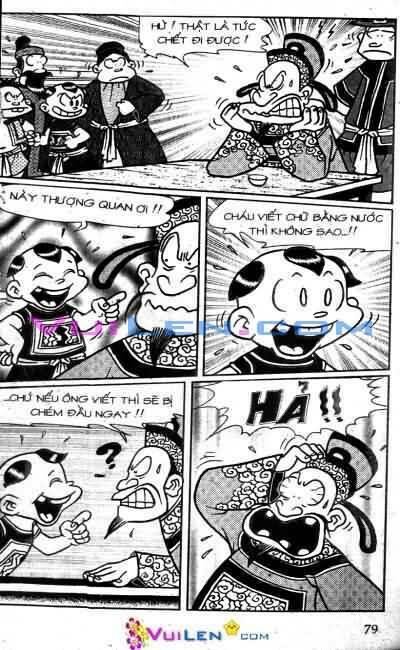 HỪ ! THẬT LÀ TỨC
CHẾT ĐI ĐƯỢC !
NÀY THƯỢNG QUAN ƠI !!
CHÁU VIẾT CHỮ BẰNG NƯỚC
THÌ KHÔNG SAO...!!
VUILEN.COM
...CHỨ NẾU ÔNG VIẾT THÌ SẼ BỊ
CHÉM ĐẦU NGAY !!
?
HẢ !!
79
VUILEN.COM